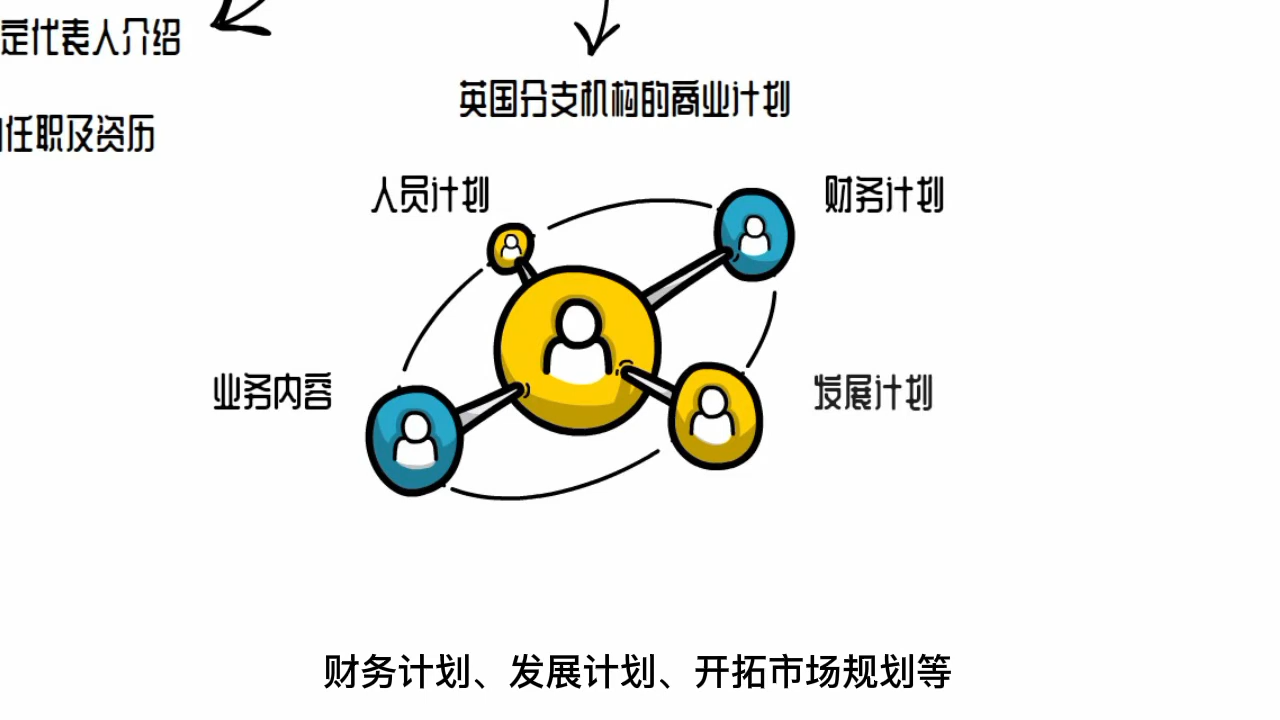 定代表人介绍
任职及资历
英国分支机构的商业计划
人员计划
财务计划
业务内容
发展计划
财务计划、发展计划、开拓市场规划等